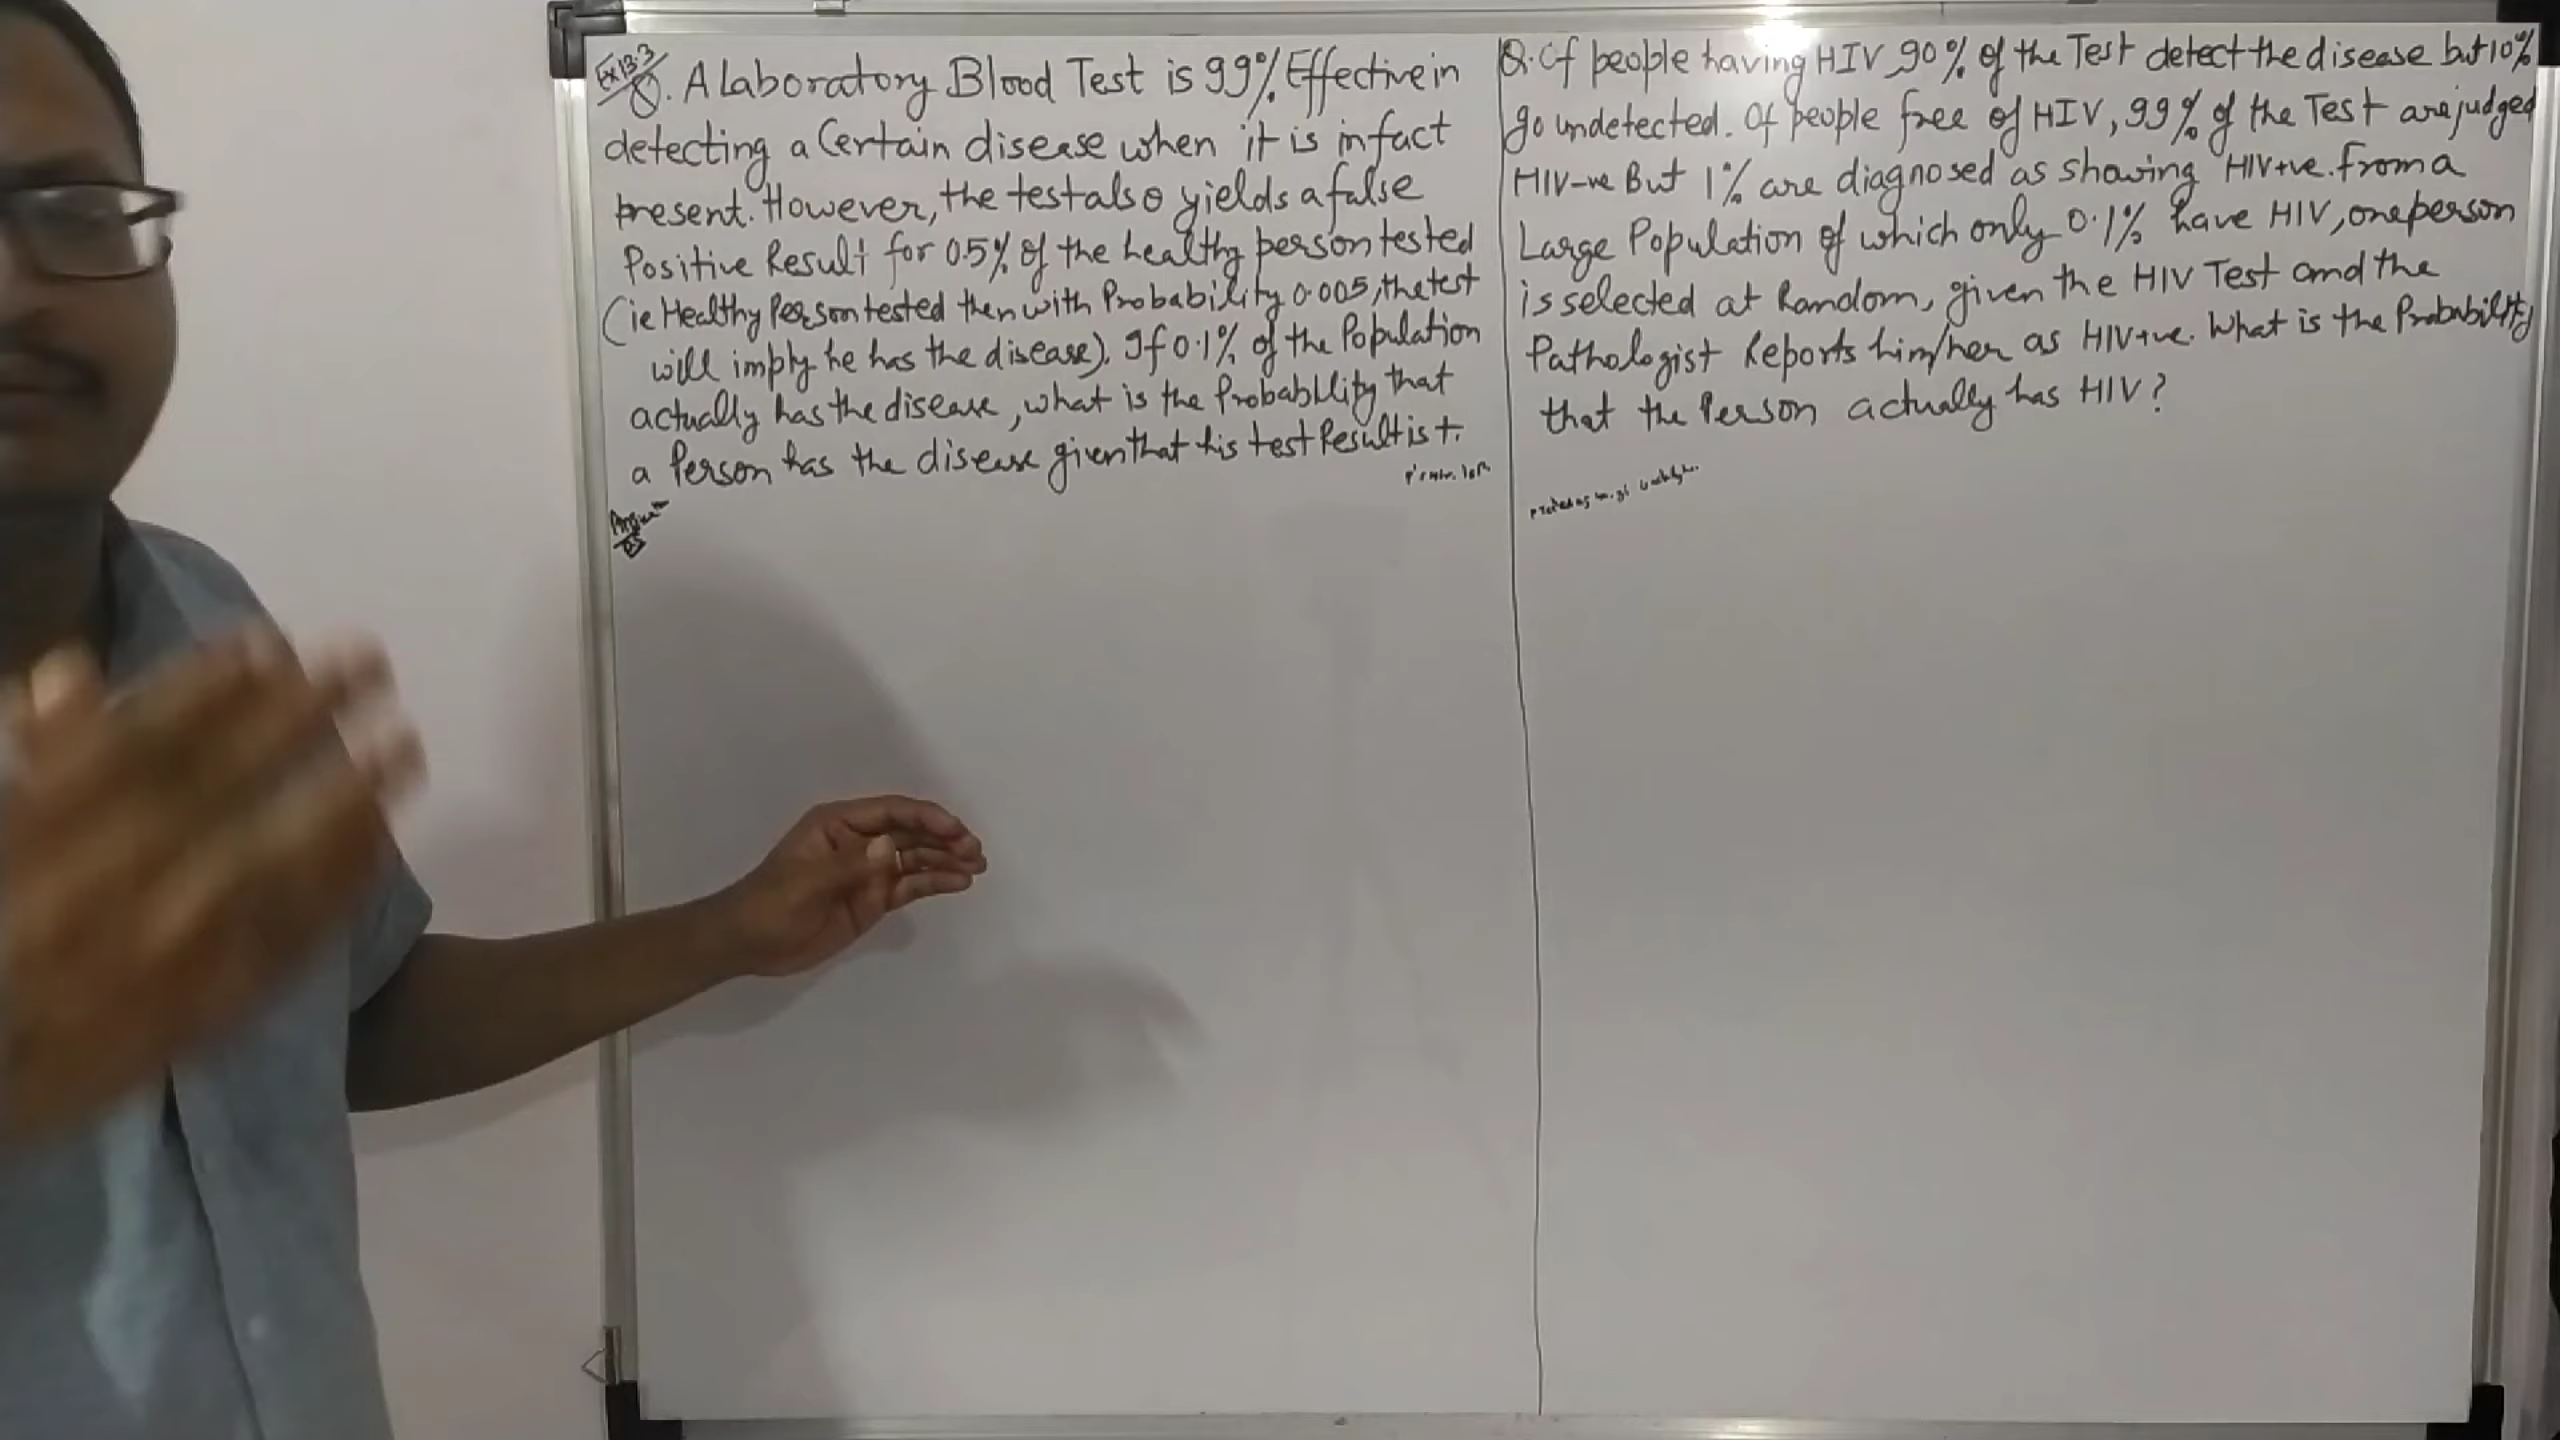 Ex 13.3
Q. A Laboratory Blood Test is 99% Effective in
detecting a Certain disease when it is infact
present. However, the test also yields a false
Positive Result for 0.5% of the healthy person tested
(ie Healthy Person tested then with Probability 0.005, the test
will imply he has the disease). If 0.1% of the Population
actually has the disease, what is the Probability that
a Person has the disease given that his test Result is +.
Q. Of people having HIV 90% of the Test detect the disease but 10%
go undetected. Of people free of HIV, 99% of the Test are judged
HIV-ve But 1% are diagnosed as showing HIV+ve. From a
Large Population of which only 0.1% have HIV, one person
is selected at Random, given the HIV Test and the
Pathologist Reports him/her as HIV+ve. What is the Probability
that the Person actually has HIV?